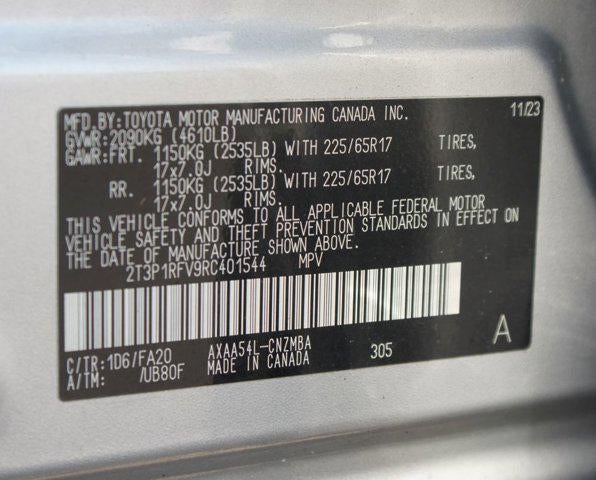 MFD.BY:TOYOTA MOTOR MANUFACTURING CANADA INC. 11/23
GVWR:2090KG (4610LB)
GAWR:FRT. 1150KG (2535LB) WITH 225/65R17 TIRES,
17x7.0J RIMS.
RR. 1150KG (2535LB) WITH 225/65R17 TIRES,
17x7.0J RIMS.
THIS VEHICLE CONFORMS TO ALL APPLICABLE FEDERAL MOTOR
VEHICLE SAFETY AND THEFT PREVENTION STANDARDS IN EFFECT ON
THE DATE OF MANUFACTURE SHOWN ABOVE.
2T3P1RFV9RC401544 MPV
C/TR:1D6/FA20 AXAA54L-CNZMBA 305 A
A/TM: /UB80F MADE IN CANADA